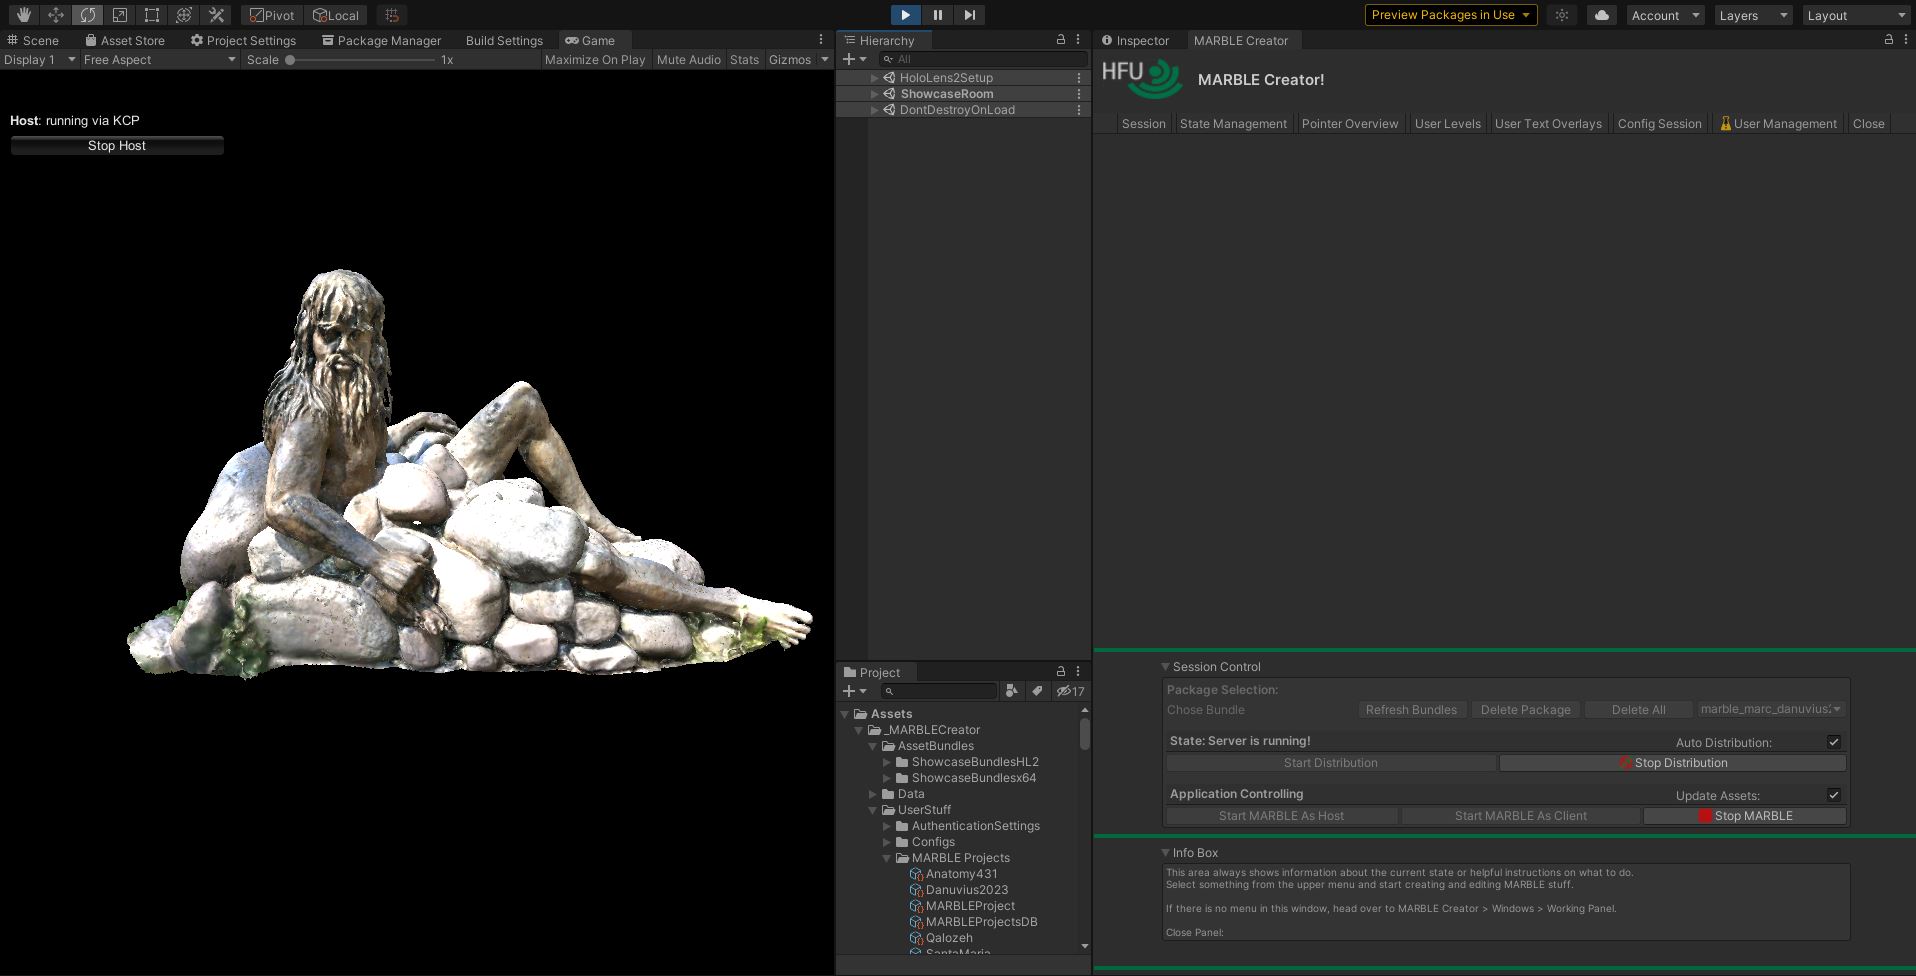 Pivot Local Preview Packages in Use Account Layers Layout
Scene Asset Store Project Settings Package Manager Build Settings Game
Display 1 Free Aspect Scale 1x Maximize On Play Mute Audio Stats Gizmos
Host: running via KCP
Stop Host
Hierarchy
All
HoloLens2Setup
ShowcaseRoom
DontDestroyOnLoad
Project
17
Assets
_MARBLECreator
AssetBundles
ShowcaseBundlesHL2
ShowcaseBundlesx64
Data
UserStuff
AuthenticationSettings
Configs
MARBLE Projects
Anatomy431
Danuvius2023
MARBLEProject
MARBLEProjectsDB
Qalozeh
SantaMaria
Inspector MARBLE Creator
HFU MARBLE Creator!
Session State Management Pointer Overview User Levels User Text Overlays Config Session User Management Close
Session Control
Package Selection:
Chose Bundle Refresh Bundles Delete Package Delete All marble_marc_danuvius2
State: Server is running! Auto Distribution:
Start Distribution Stop Distribution
Application Controlling Update Assets:
Start MARBLE As Host Start MARBLE As Client Stop MARBLE
Info Box
This area always shows information about the current state or helpful instructions on what to do.
Select something from the upper menu and start creating and editing MARBLE stuff.
If there is no menu in this window, head over to MARBLE Creator > Windows > Working Panel.
Close Panel: